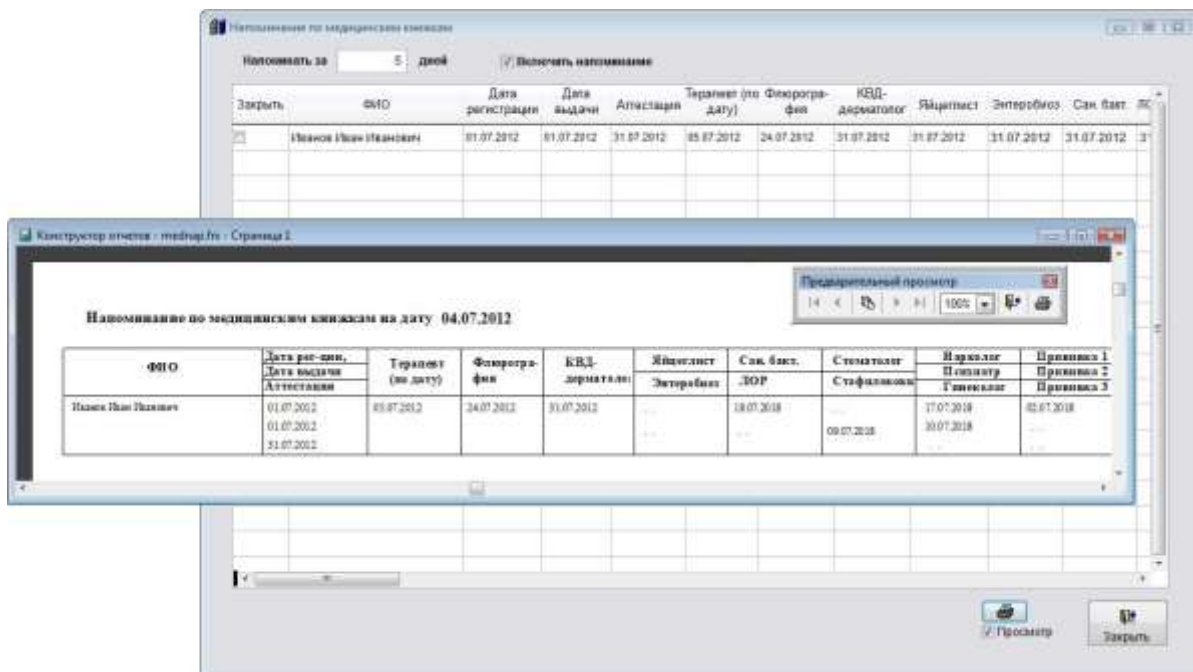 Напоминание по медицинским книжкам
Напоминать за 5 дней Включить напоминание
Закрыть ФИО Дата регистрации Дата выдачи Аттестация Терапевт (по дату) Флюорогра-фия КВД-дерматолог Яйцеглист Энтеробиоз Сан. бакт ЛО
Иванов Иван Иванович 01.07.2012 01.07.2012 31.07.2012 05.07.2012 24.07.2012 31.07.2012 31.07.2012 31.07.2012 31.07.2012 31
Конструктор отчетов - mednap.frx - Страница 1
Предварительный просмотр
100%
Напоминание по медицинским книжкам на дату 04.07.2012
ФИО Дата рег-ции, Терапевт Флюрогра- КВД- Яйцеглист Сан. бакт. Стоматолог Нарколог Прививка 1
Дата выдачи (по дату) фия дерматолог Психиатр Прививка 2
Аттестация Энтеробиоз ЛОР Стафилококк Гинеколог Прививка 3
Иванов Иван Иванович 01.07.2012 05.07.2012 24.07.2012 31.07.2012 . . 18.07.2018 . . 17.07.2018 02.07.2018
01.07.2012 . . . . 09.07.2018 10.07.2018 . .
31.07.2012 . . . .
Просмотр
Закрыть